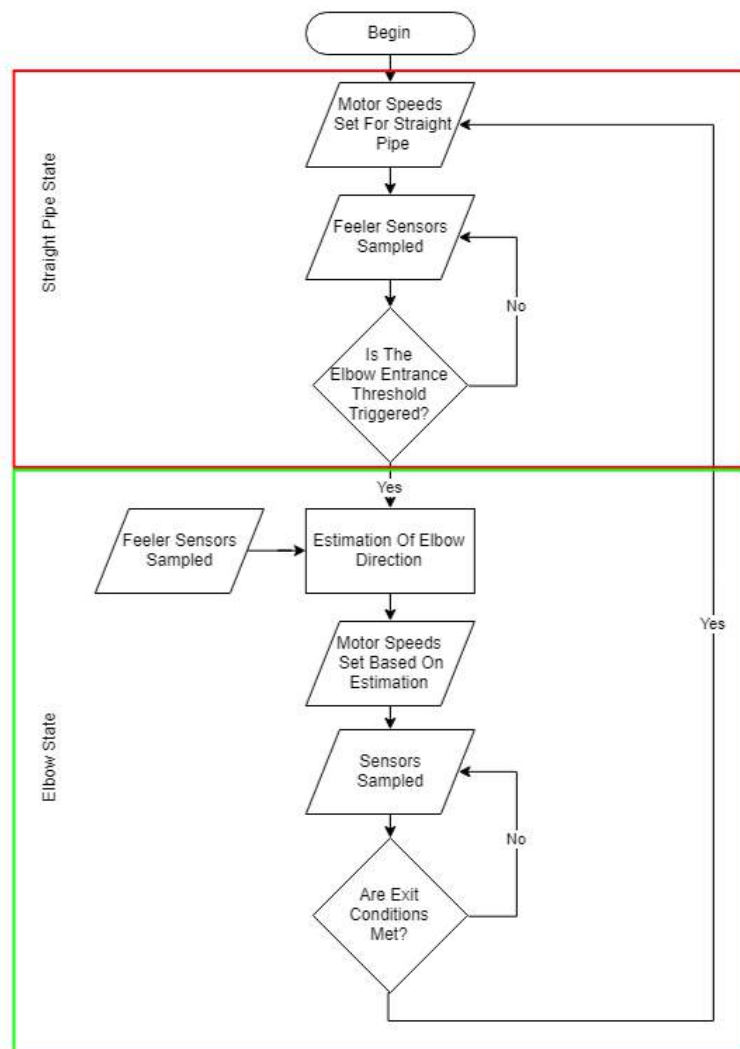 Begin
Straight Pipe State
Motor Speeds
Set For Straight
Pipe
Feeler Sensors
Sampled
No
Is The
Elbow Entrance
Threshold
Triggered?
Yes
Elbow State
Feeler Sensors
Sampled
Estimation Of Elbow
Direction
Motor Speeds
Set Based On
Estimation
Yes
Sensors
Sampled
No
Are Exit
Conditions
Met?